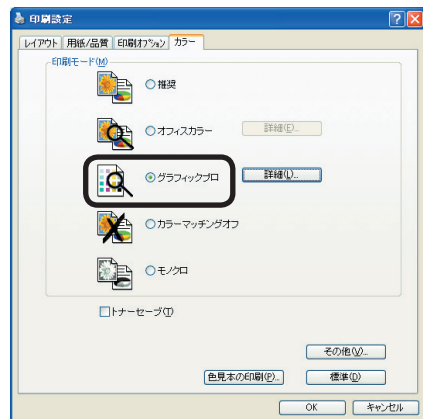 印刷設定
レイアウト 用紙/品質 印刷オプション カラー
印刷モード(M)
推奨
オフィスカラー 詳細(E)...
グラフィックプロ 詳細(L)...
カラーマッチングオフ
モノクロ
トナーセーブ(T)
その他(V)...
色見本の印刷(P)... 標準(D)
OK キャンセル